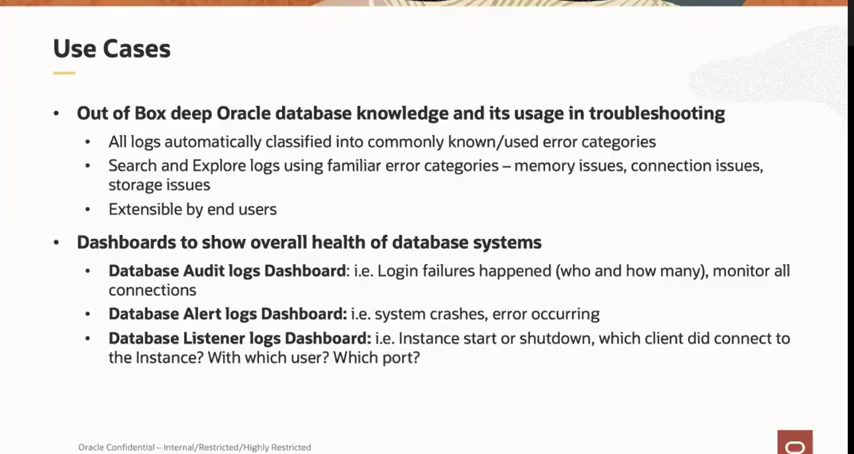 Use Cases
• Out of Box deep Oracle database knowledge and its usage in troubleshooting
• All logs automatically classified into commonly known/used error categories
• Search and Explore logs using familiar error categories – memory issues, connection issues,
storage issues
• Extensible by end users
• Dashboards to show overall health of database systems
• Database Audit logs Dashboard: i.e. Login failures happened (who and how many), monitor all
connections
• Database Alert logs Dashboard: i.e. system crashes, error occurring
• Database Listener logs Dashboard: i.e. Instance start or shutdown, which client did connect to
the Instance? With which user? Which port?
Oracle Confidential – Internal/Restricted/Highly Restricted